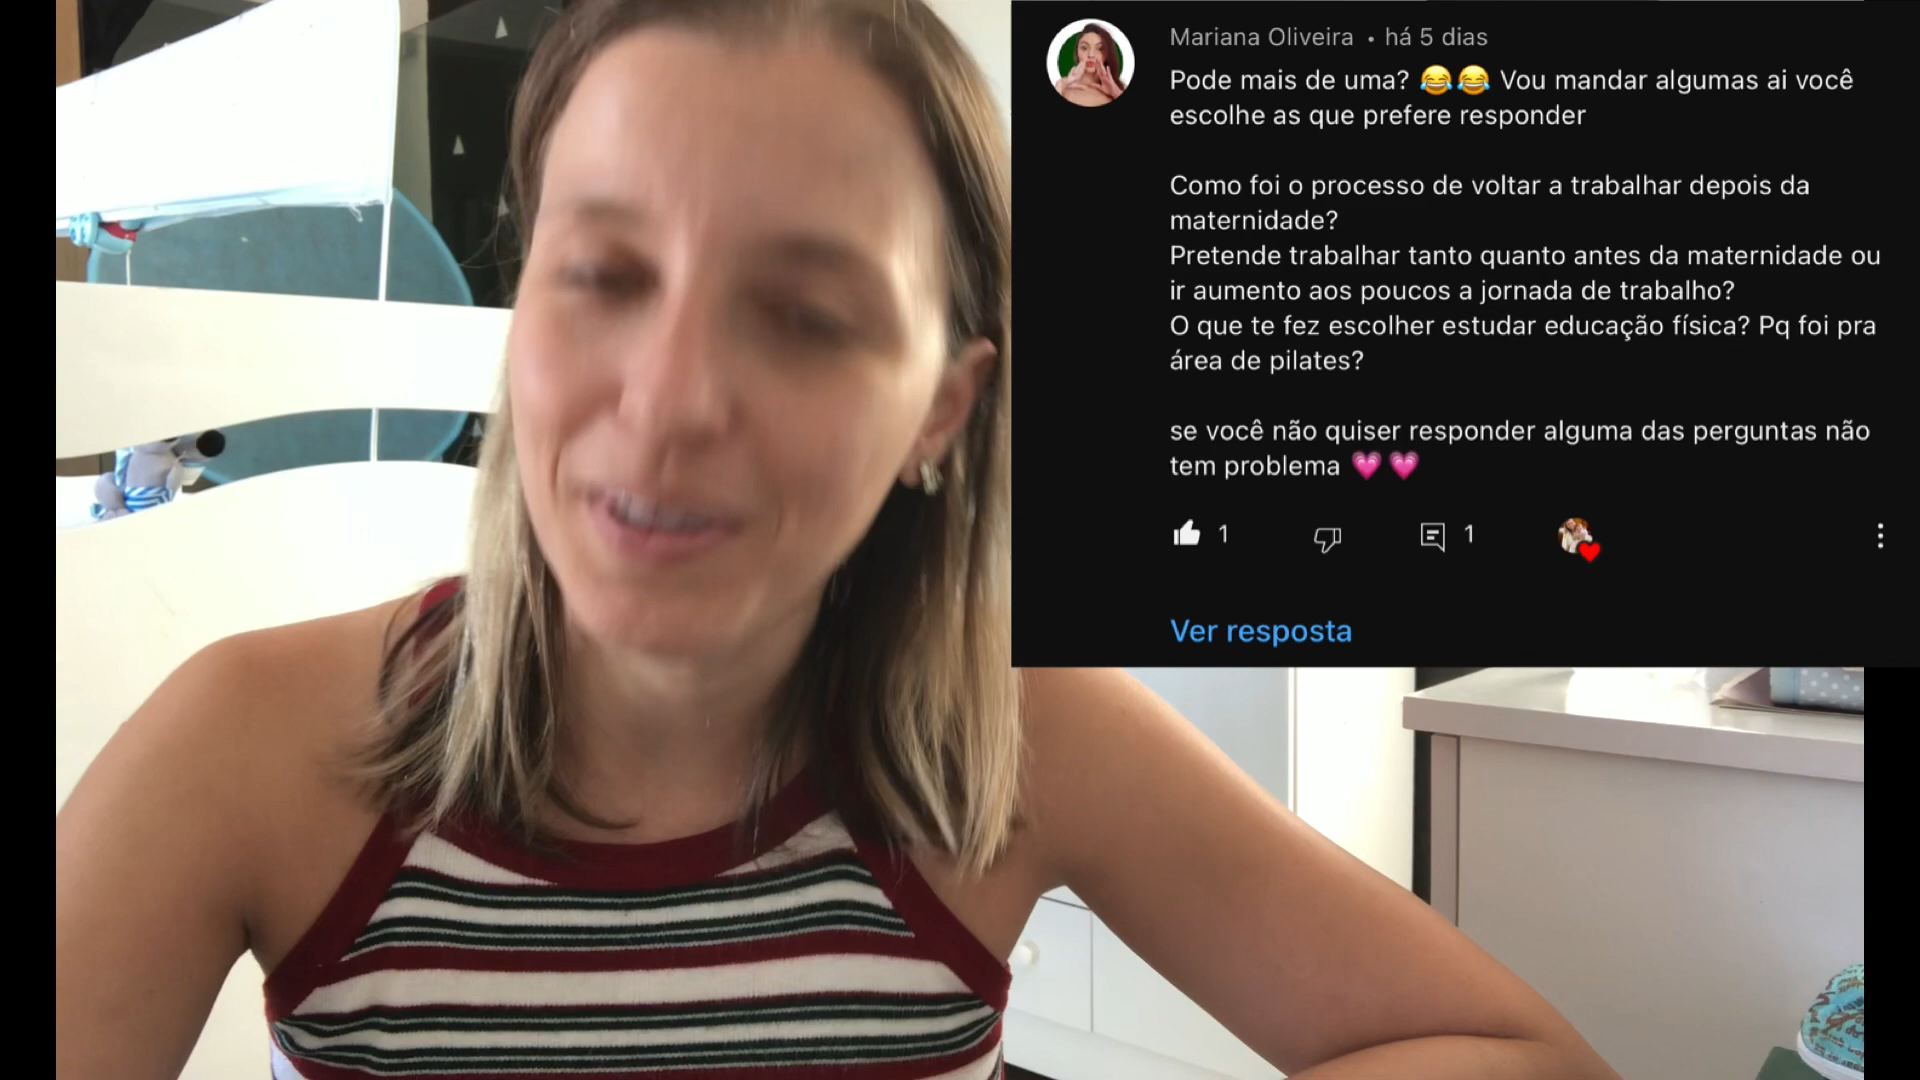 Mariana Oliveira • há 5 dias
Pode mais de uma? 😂😂 Vou mandar algumas ai você
escolhe as que prefere responder
Como foi o processo de voltar a trabalhar depois da
maternidade?
Pretende trabalhar tanto quanto antes da maternidade ou
ir aumento aos poucos a jornada de trabalho?
O que te fez escolher estudar educação física? Pq foi pra
área de pilates?
se você não quiser responder alguma das perguntas não
tem problema 💗💗
1 1
Ver resposta